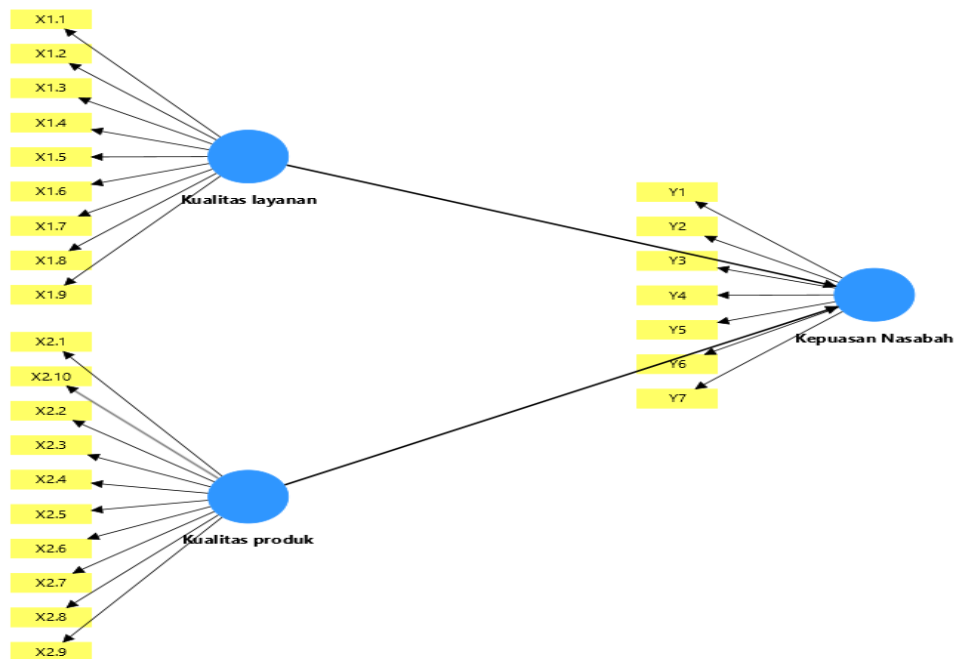 X1.1
X1.2
X1.3
X1.4
X1.5
X1.6
X1.7
X1.8
X1.9
Kualitas layanan
X2.1
X2.10
X2.2
X2.3
X2.4
X2.5
X2.6
X2.7
X2.8
X2.9
Kualitas produk
Y1
Y2
Y3
Y4
Y5
Y6
Y7
Kepuasan Nasabah